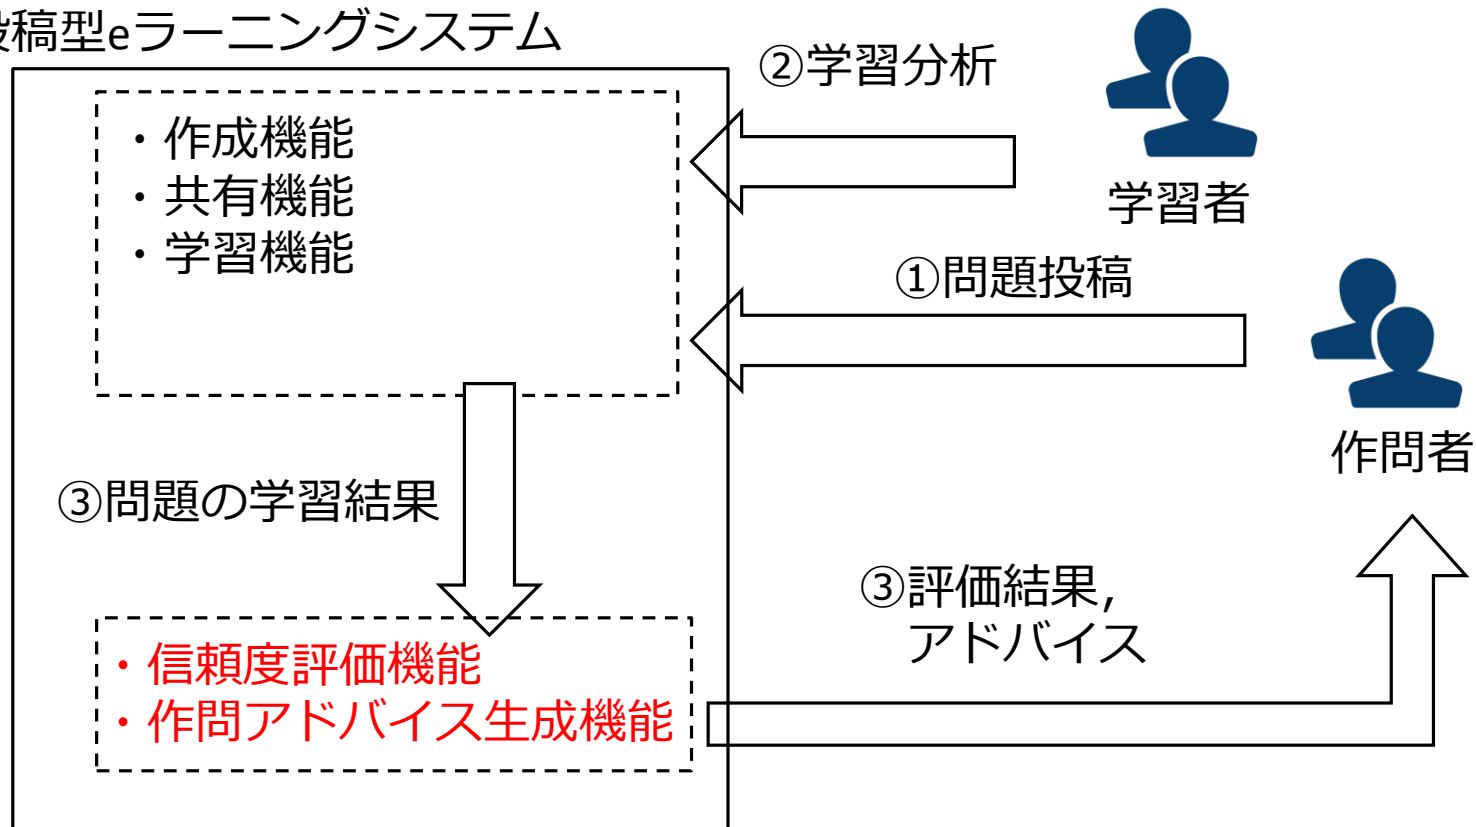 稿型eラーニングシステム
②学習分析
・作成機能
・共有機能
・学習機能
学習者
①問題投稿
作問者
③問題の学習結果
③評価結果,
アドバイス
・信頼度評価機能
・作問アドバイス生成機能